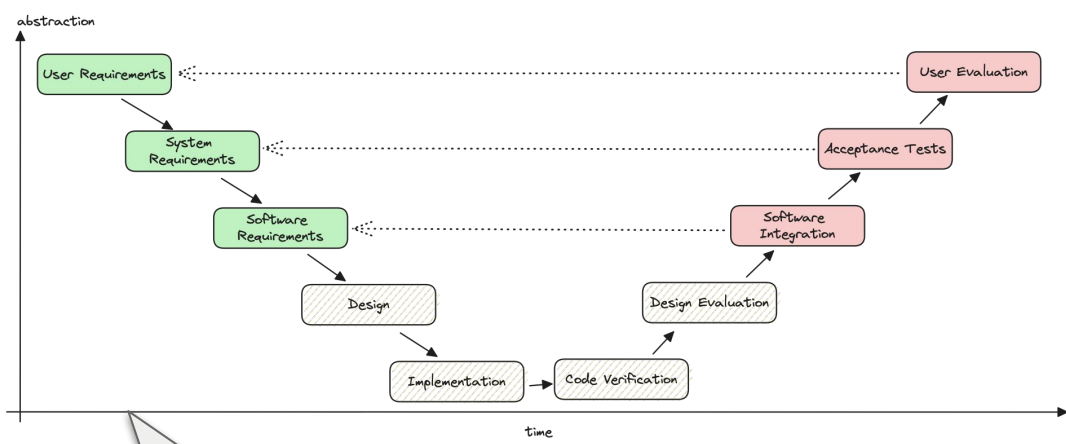 abstraction
User Requirements
User Evaluation
System
Requirements
Acceptance Tests
Software
Requirements
Software
Integration
Design
Design Evaluation
Implementation
Code Verification
time